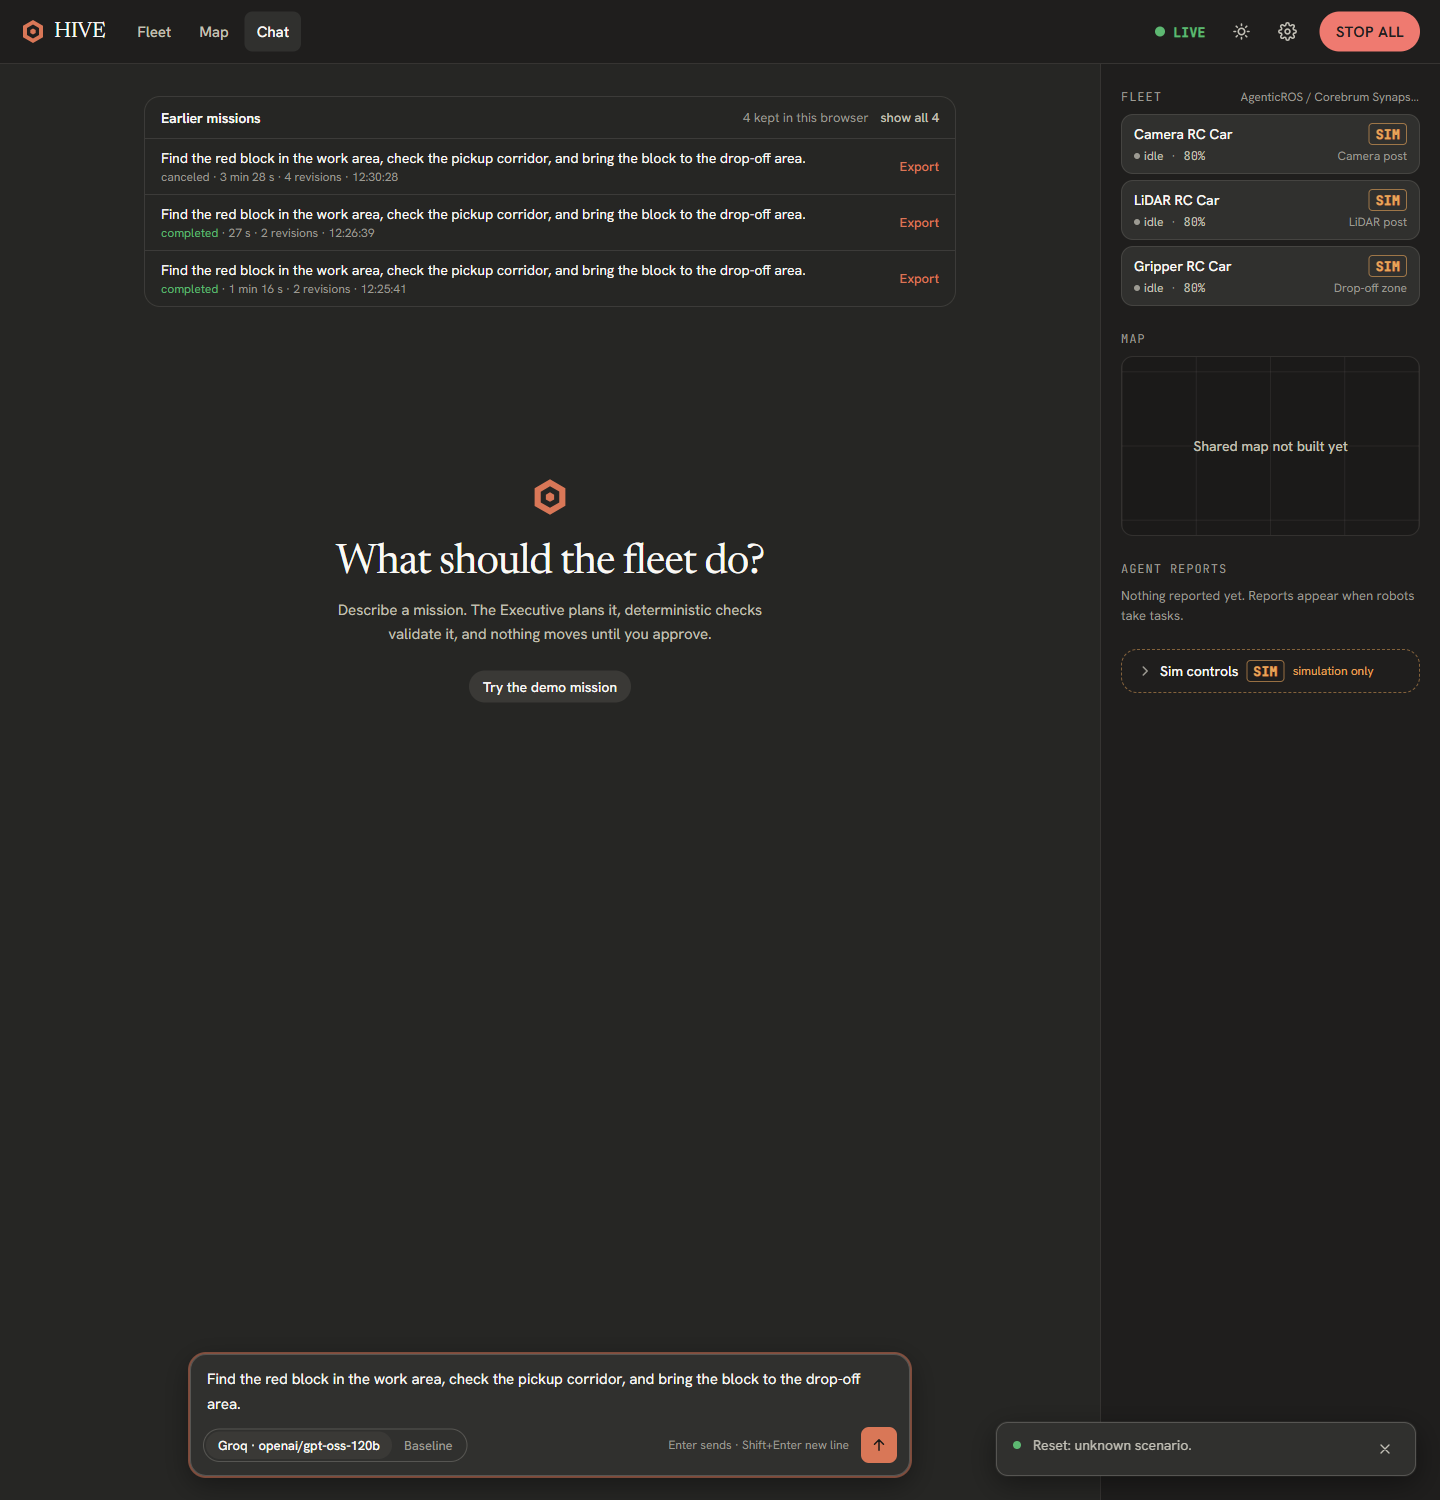 HIVE
Fleet
Map
Chat
LIVE
STOP ALL
Earlier missions
4 kept in this browser
show all 4
Find the red block in the work area, check the pickup corridor, and bring the block to the drop-off area.
canceled · 3 min 28 s · 4 revisions · 12:30:28
Export
Find the red block in the work area, check the pickup corridor, and bring the block to the drop-off area.
completed · 27 s · 2 revisions · 12:26:39
Export
Find the red block in the work area, check the pickup corridor, and bring the block to the drop-off area.
completed · 1 min 16 s · 2 revisions · 12:25:41
Export
What should the fleet do?
Describe a mission. The Executive plans it, deterministic checks
validate it, and nothing moves until you approve.
Try the demo mission
Find the red block in the work area, check the pickup corridor, and bring the block to the drop-off
area.
Groq · openai/gpt-oss-120b
Baseline
Enter sends · Shift+Enter new line
FLEET
AgenticROS / Corebrum Synaps...
Camera RC Car
SIM
idle · 80%
Camera post
LiDAR RC Car
SIM
idle · 80%
LiDAR post
Gripper RC Car
SIM
idle · 80%
Drop-off zone
MAP
Shared map not built yet
AGENT REPORTS
Nothing reported yet. Reports appear when robots
take tasks.
Sim controls
SIM
simulation only
Reset: unknown scenario.